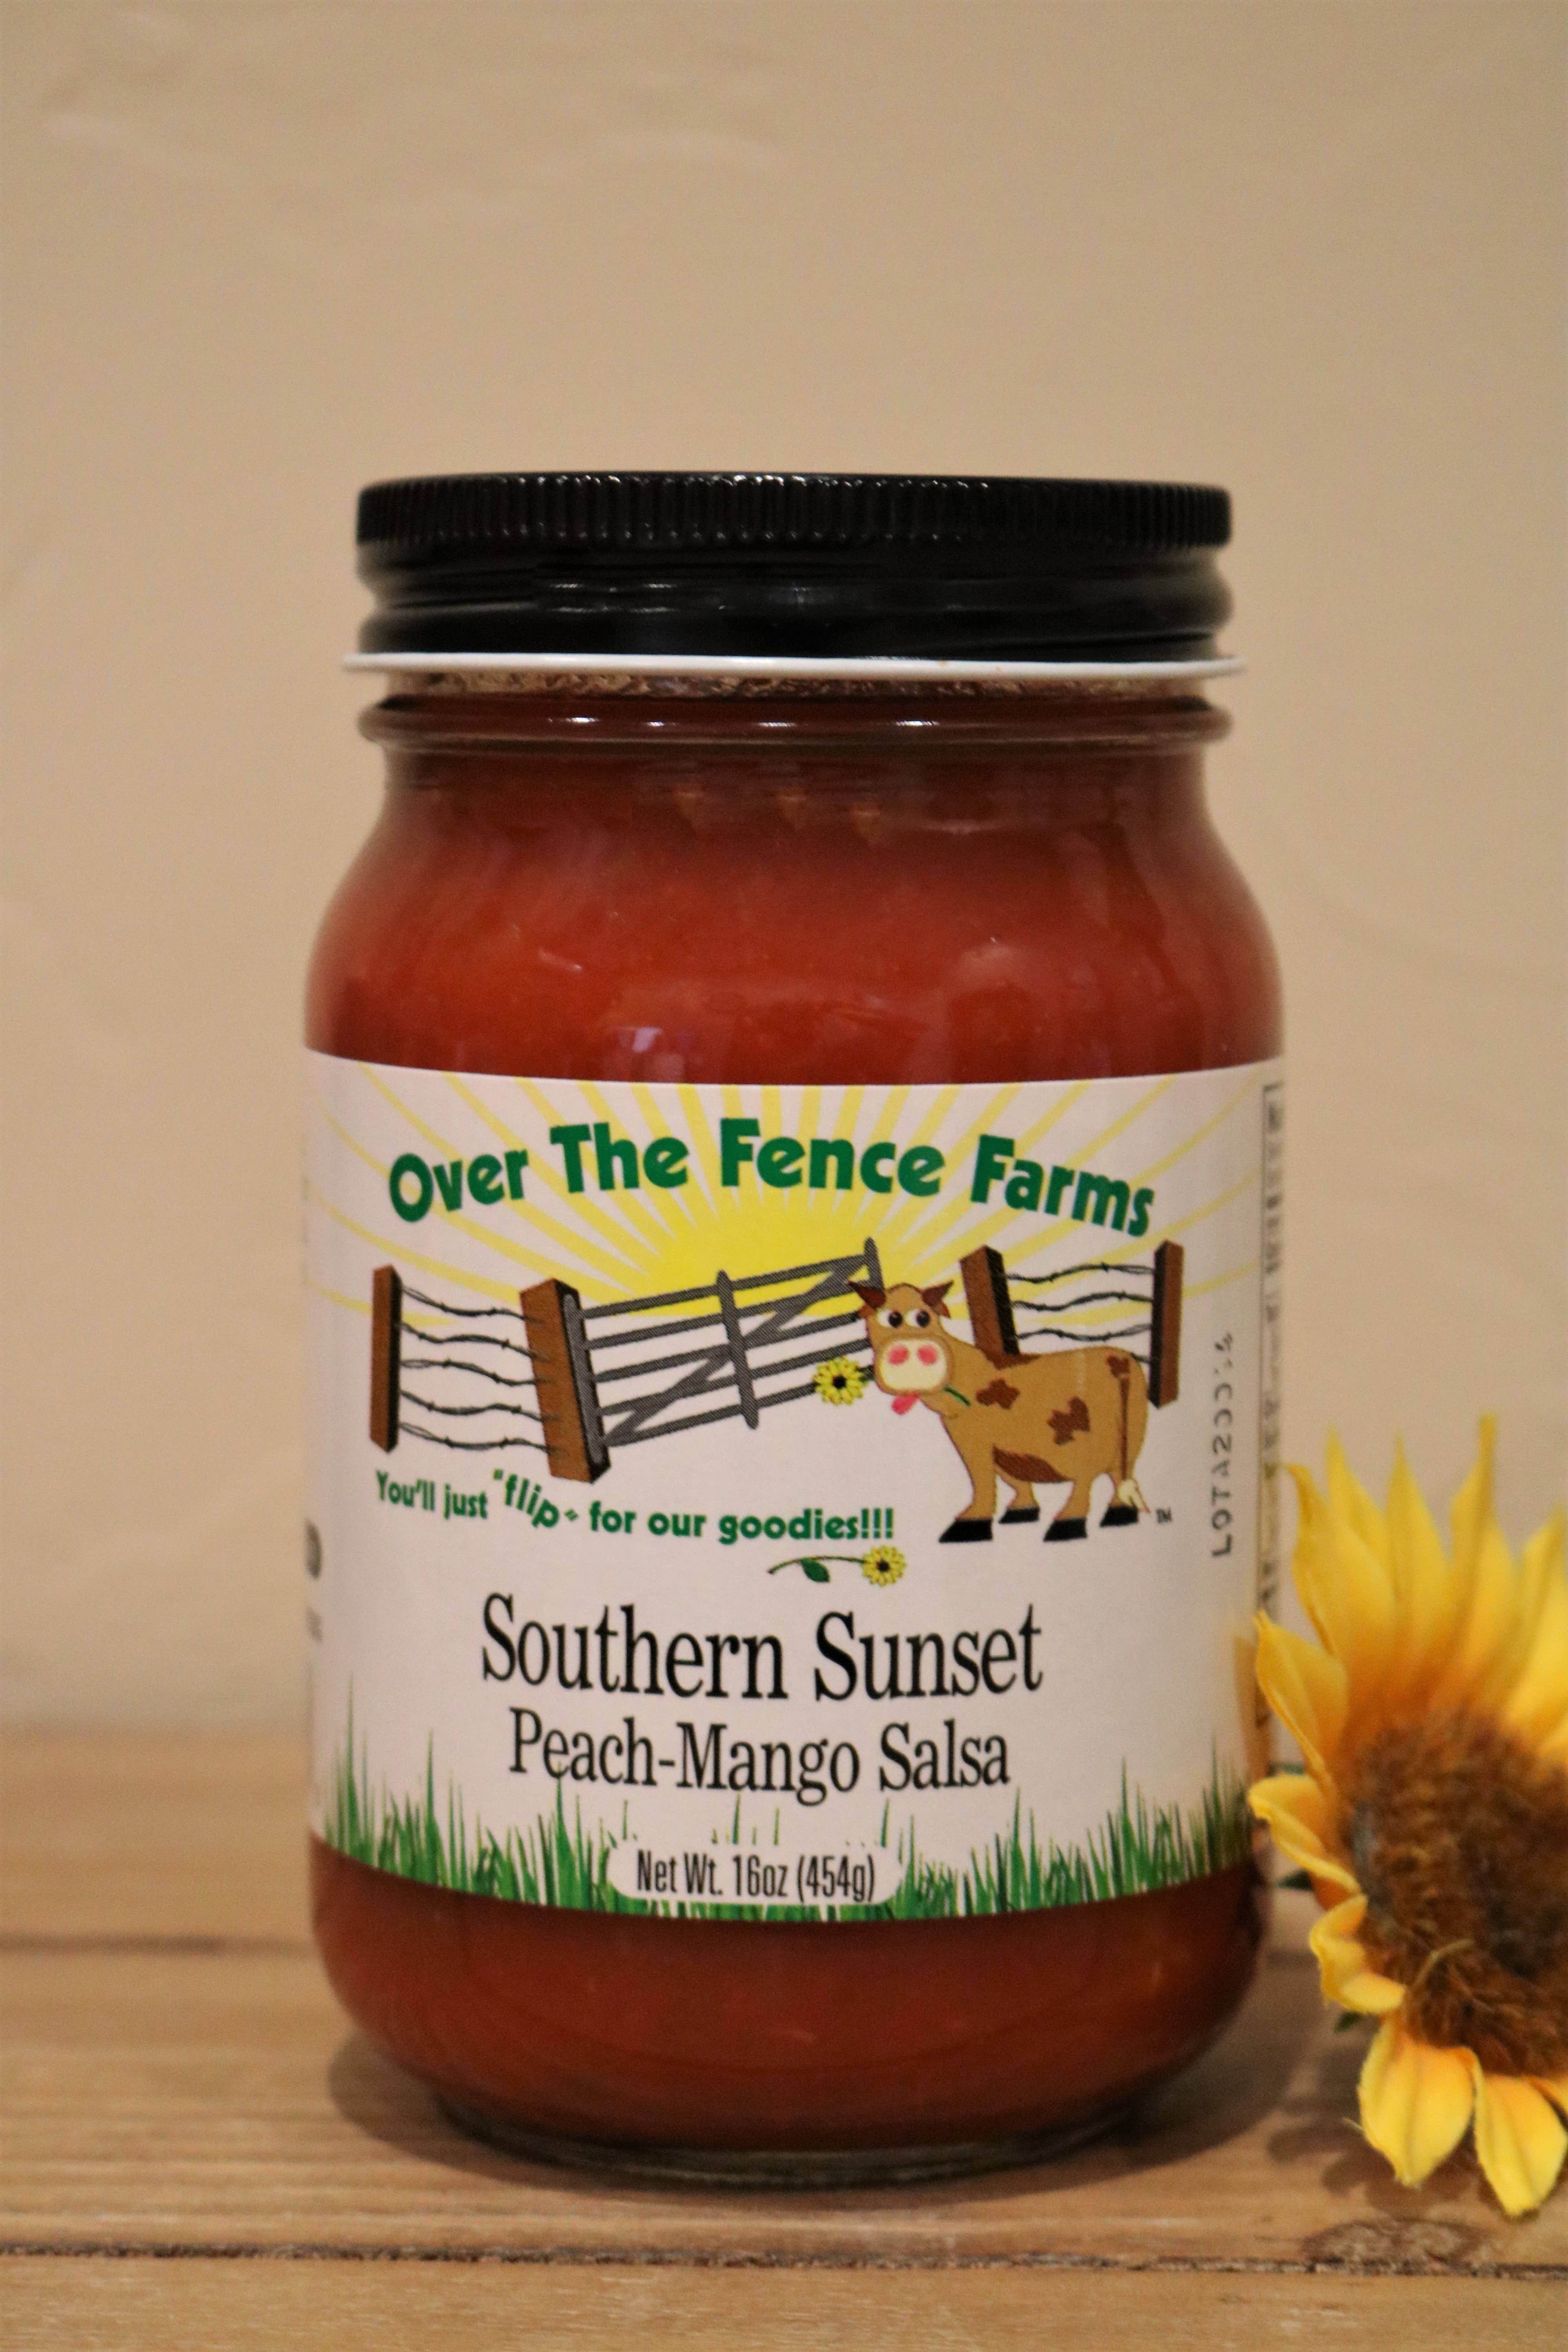 Over The Fence Farms
You'll just "flip" for our goodies!!!
TM
Southern Sunset
Peach-Mango Salsa
Net Wt. 16oz (454g)